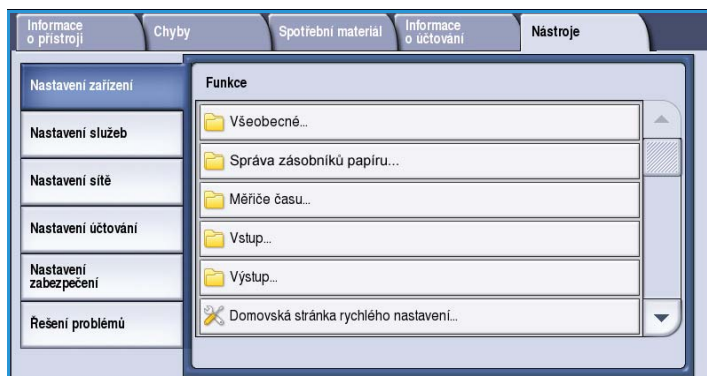 Informace
o přístroji
Chyby
Spotřební materiál
Informace
o účtování
Nástroje
Nastavení zařízení
Nastavení služeb
Nastavení sítě
Nastavení účtování
Nastavení
zabezpečení
Řešení problémů
Funkce
Všeobecné...
Správa zásobníků papíru...
Měřiče času...
Vstup...
Výstup...
Domovská stránka rychlého nastavení...